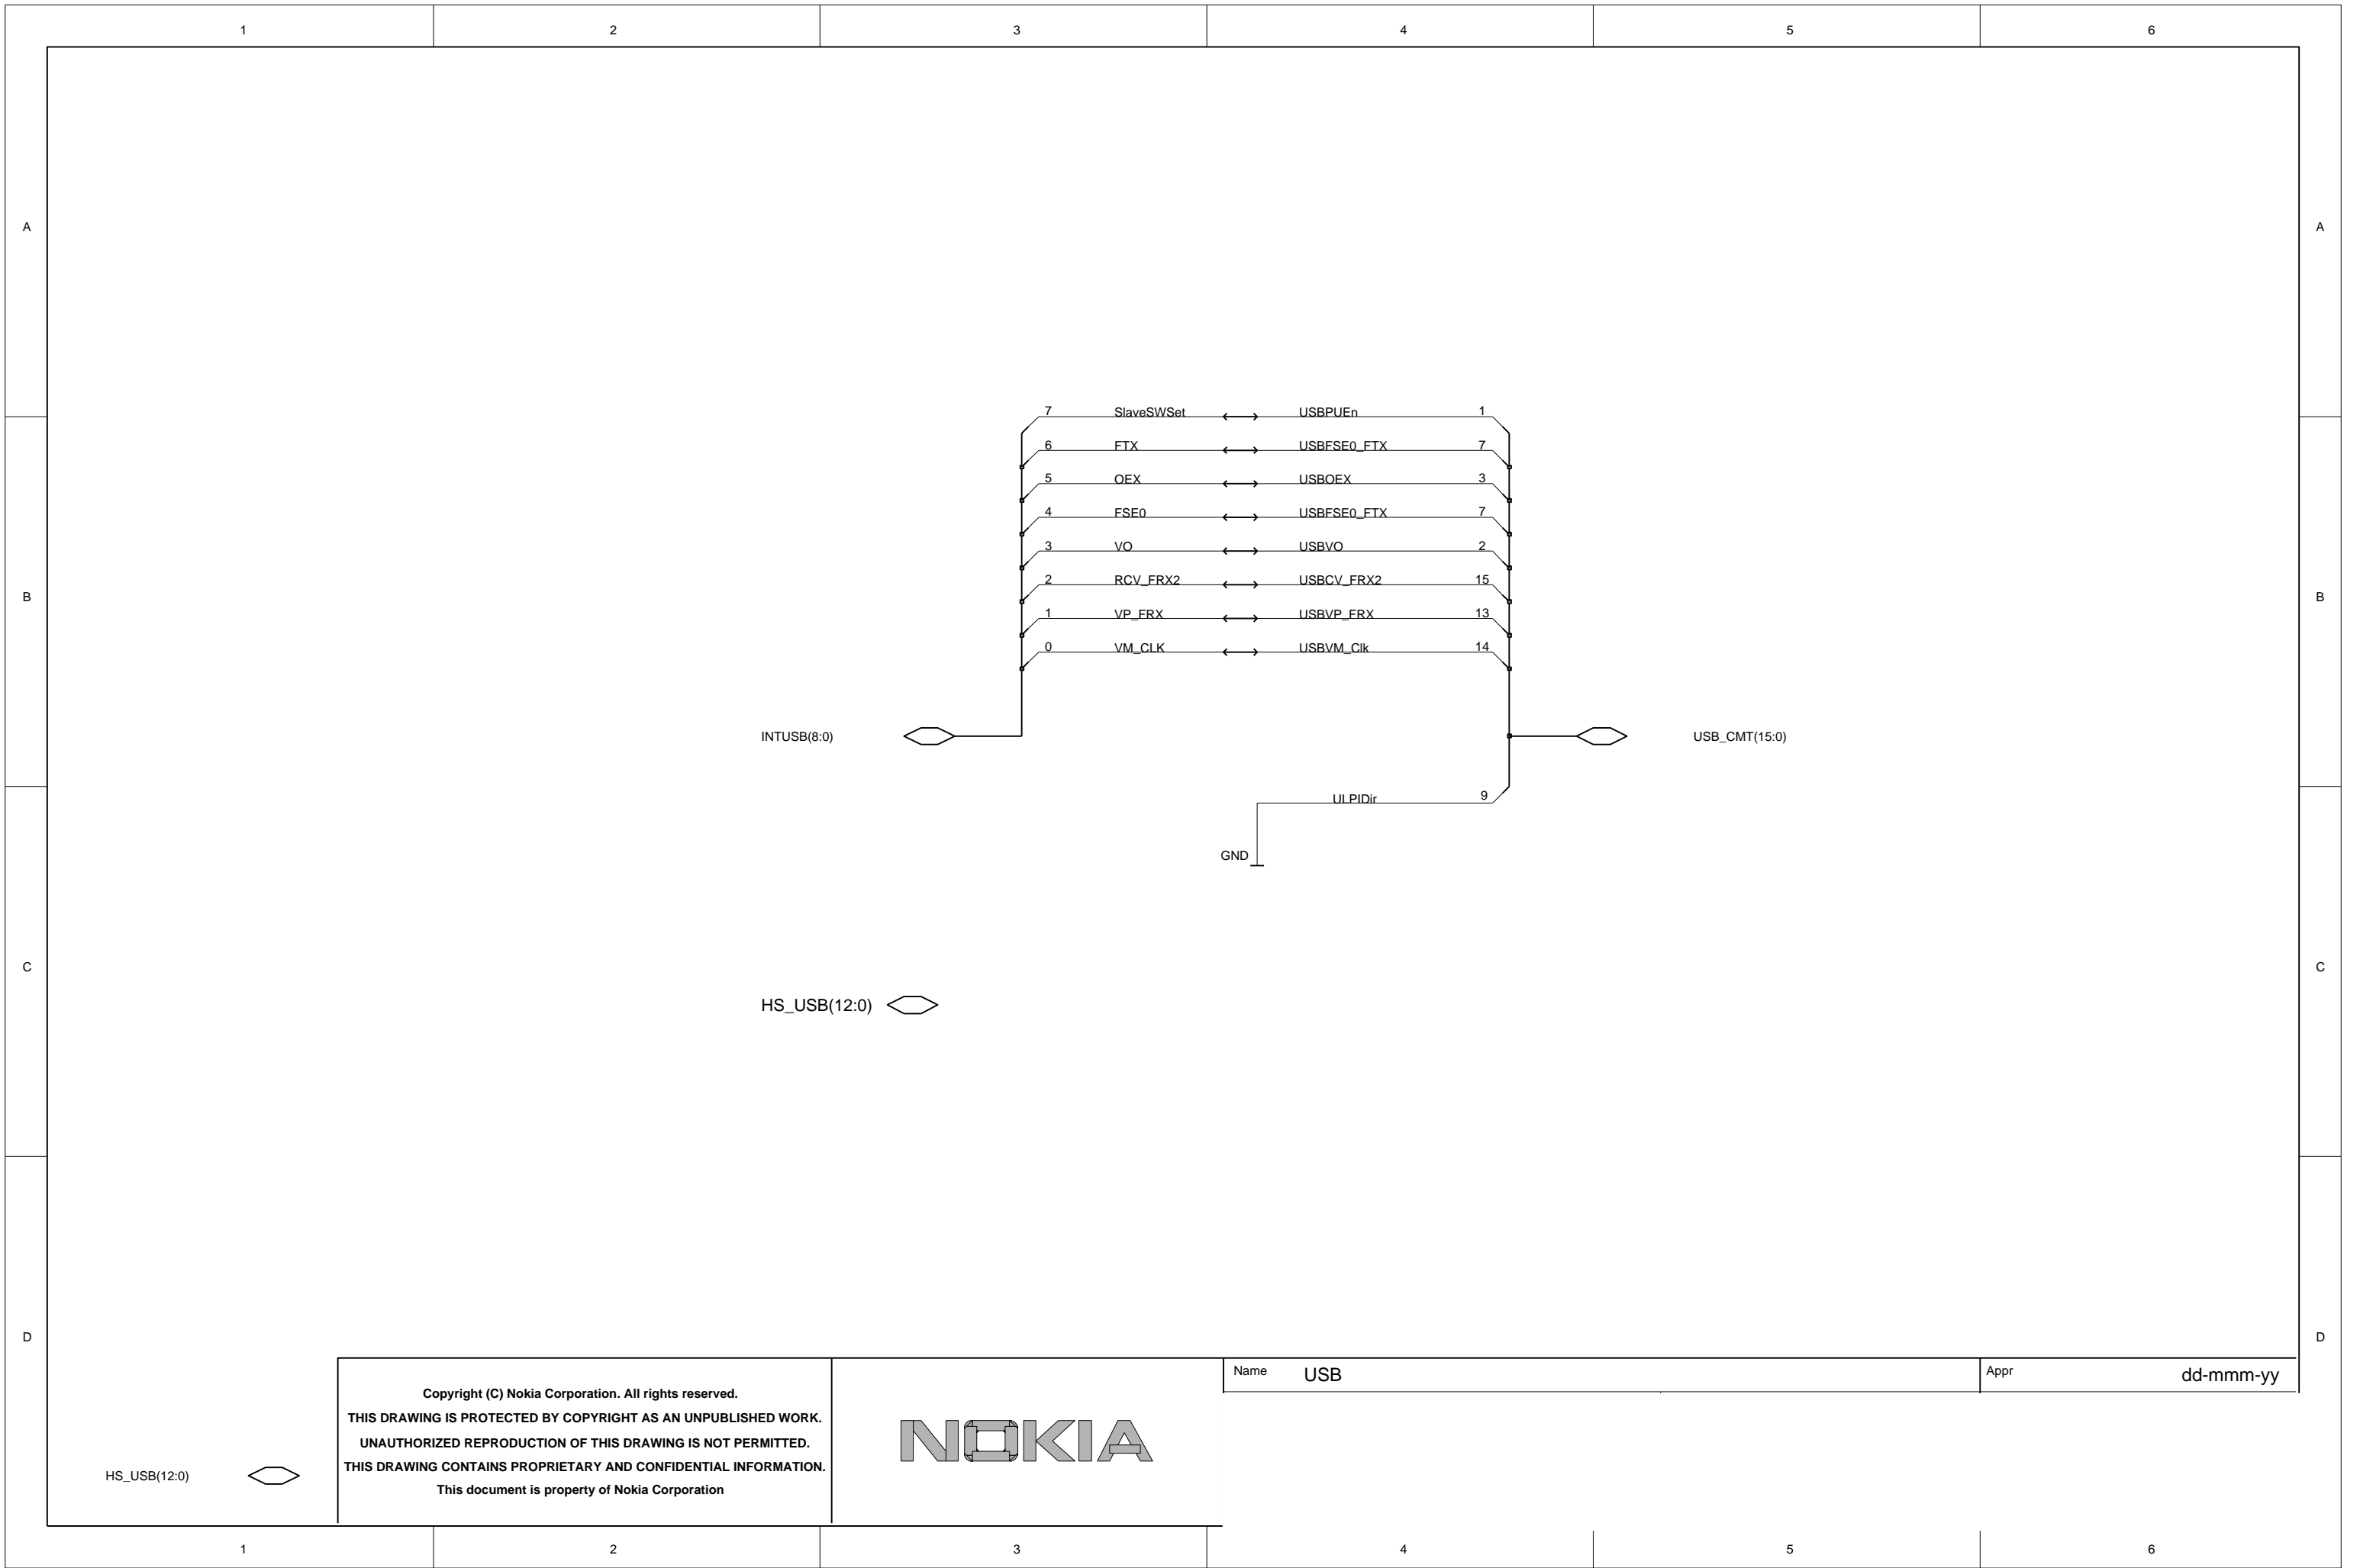 1 2 3 4 5 6
A A
7 SlaveSWSet USBPUEn 1
6 FTX USBFSE0_FTX 7
5 OEX USBOEX 3
4 FSE0 USBFSE0_FTX 7
3 VO USBVO 2
2 RCV_FRX2 USBCV_FRX2 15
B B
1 VP_FRX USBVP_FRX 13
0 VM_CLK USBVM_Clk 14
INTUSB(8:0) USB_CMT(15:0)
ULPIDir 9
GND
C C
HS_USB(12:0)
D D
Name USB Appr dd-mmm-yy
Copyright (C) Nokia Corporation. All rights reserved.
THIS DRAWING IS PROTECTED BY COPYRIGHT AS AN UNPUBLISHED WORK.
UNAUTHORIZED REPRODUCTION OF THIS DRAWING IS NOT PERMITTED.
THIS DRAWING CONTAINS PROPRIETARY AND CONFIDENTIAL INFORMATION.
This document is property of Nokia Corporation
NOKIA
HS_USB(12:0)
1 2 3 4 5 6